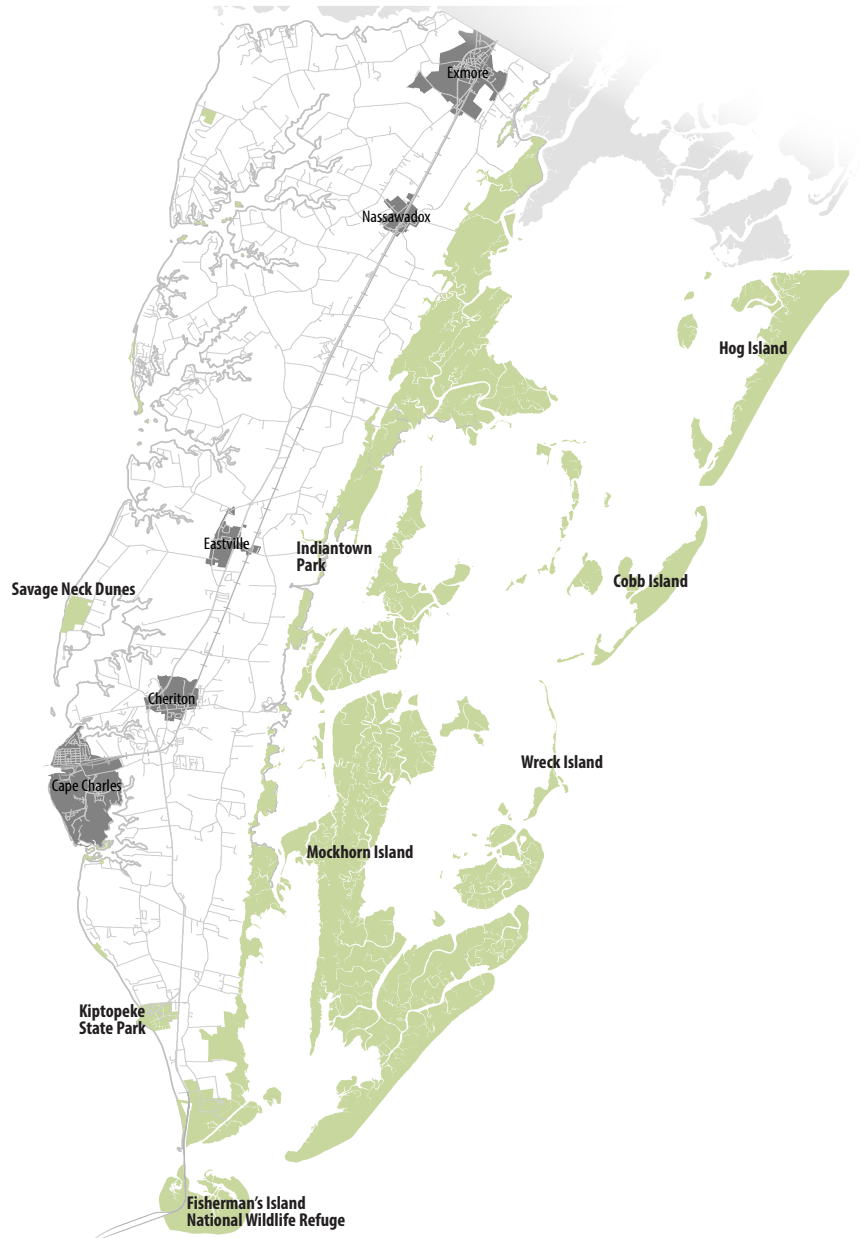 Exmore
Nassawadox
Hog Island
Eastville
Indiantown
Park
Savage Neck Dunes
Cobb Island
Cheriton
Wreck Island
Cape Charles
Mockhorn Island
Kiptopeke
State Park
Fisherman's Island
National Wildlife Refuge